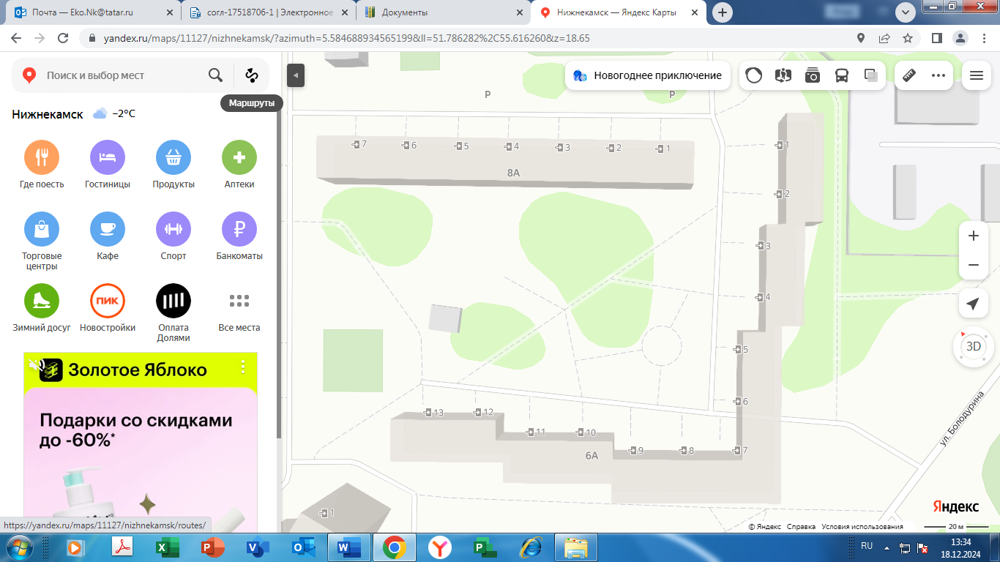 Почта — Eko.Nk@tatar.ru
согл-17518706-1 | Электронное
Документы
Нижнекамск — Яндекс Карты
yandex.ru/maps/11127/nizhnekamsk/?azimuth=5.584688934565199&ll=51.786282%2C55.616260&z=18.65
Поиск и выбор мест
Маршруты
Нижнекамск
−2°C
Где поесть
Гостиницы
Продукты
Аптеки
Торговые центры
Кафе
Спорт
Банкоматы
ПИК
Зимний досуг
Новостройки
Оплата Долями
Все места
Золотое Яблоко
Подарки со скидками
до -60%*
https://yandex.ru/maps/11127/nizhnekamsk/routes/
Новогоднее приключение
P
P
7
6
5
4
3
2
1
8А
1
2
3
4
5
6
7
13
12
11
10
9
8
6А
1
ул. Болодурина
3D
Яндекс
© Яндекс Справка Условия использования
20 м
RU
13:34
18.12.2024